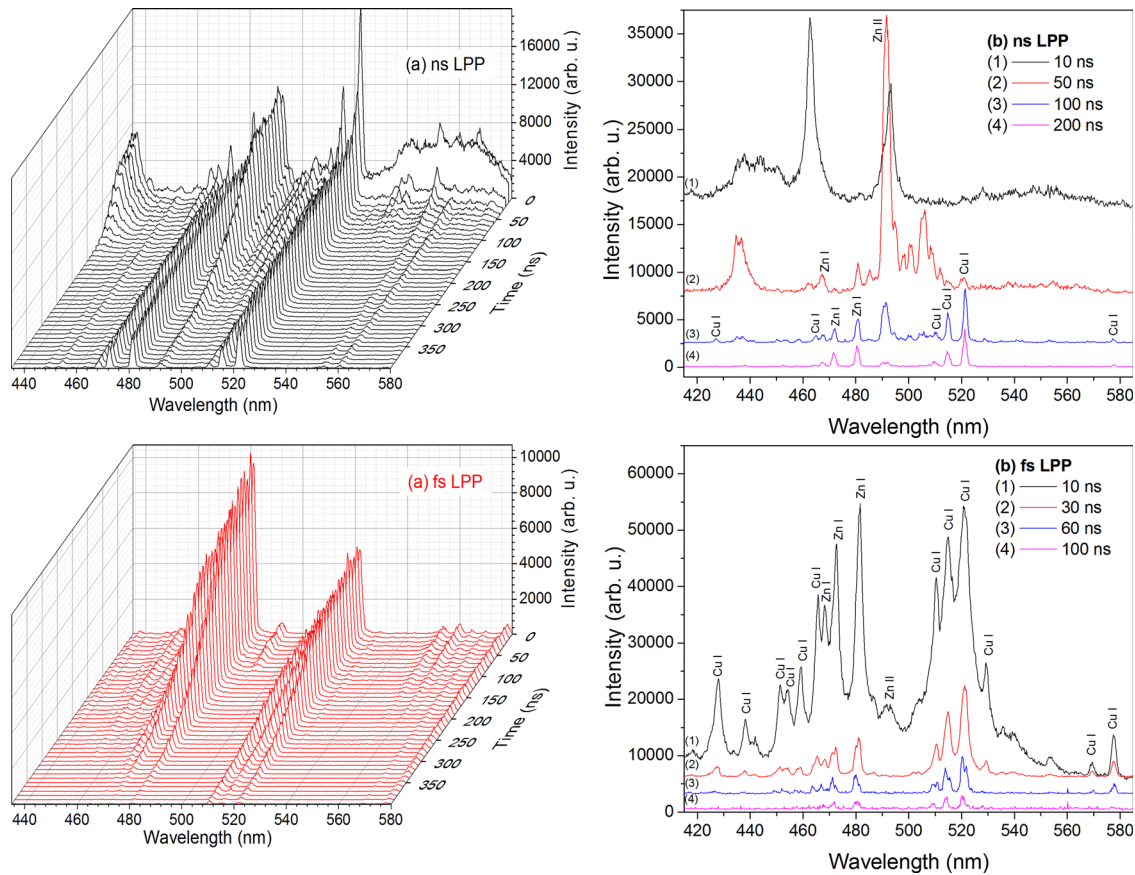 (a) ns LPP
16000
12000
8000
4000
0
Intensity (arb. u.)
0
50
100
150
200
250
300
350
Time (ns)
440
460
480
500
520
540
560
580
Wavelength (nm)
(b) ns LPP
(1) 10 ns
(2) 50 ns
(3) 100 ns
(4) 200 ns
35000
30000
25000
20000
15000
10000
5000
0
Intensity (arb. u.)
Zn II
(1)
(2)
Zn I
Cu I
(3)
Cu I
Cu I
Zn I
Zn I
Cu I
Cu I
(4)
420
440
460
480
500
520
540
560
580
Wavelength (nm)
(a) fs LPP
10000
8000
6000
4000
2000
0
Intensity (arb. u.)
0
50
100
150
200
250
300
350
Time (ns)
440
460
480
500
520
540
560
580
Wavelength (nm)
(b) fs LPP
(1) 10 ns
(2) 30 ns
(3) 60 ns
(4) 100 ns
60000
50000
40000
30000
20000
10000
0
Intensity (arb. u.)
Cu I
Cu I
Cu I
Cu I
Cu I
Cu I
Zn I
Zn I
Zn I
Zn II
Cu I
Cu I
Cu I
Cu I
Cu I
Cu I
(1)
(2)
(3)
(4)
420
440
460
480
500
520
540
560
580
Wavelength (nm)